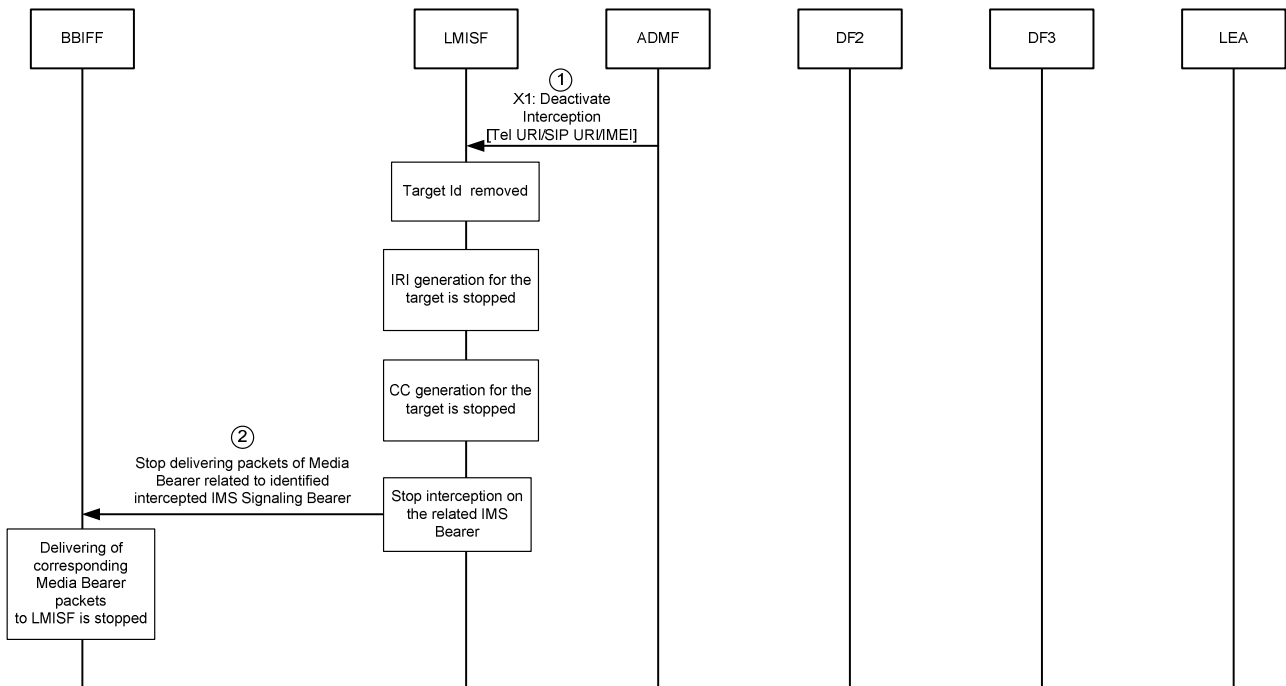 BBIFF
LMISF
ADMF
DF2
DF3
LEA
1
X1: Deactivate
Interception
[Tel URI/SIP URI/IMEI]
Target Id removed
IRI generation for the
target is stopped
CC generation for the
target is stopped
2
Stop delivering packets of Media
Bearer related to identified
intercepted IMS Signaling Bearer
Stop interception on
the related IMS
Bearer
Delivering of
corresponding
Media Bearer
packets
to LMISF is stopped